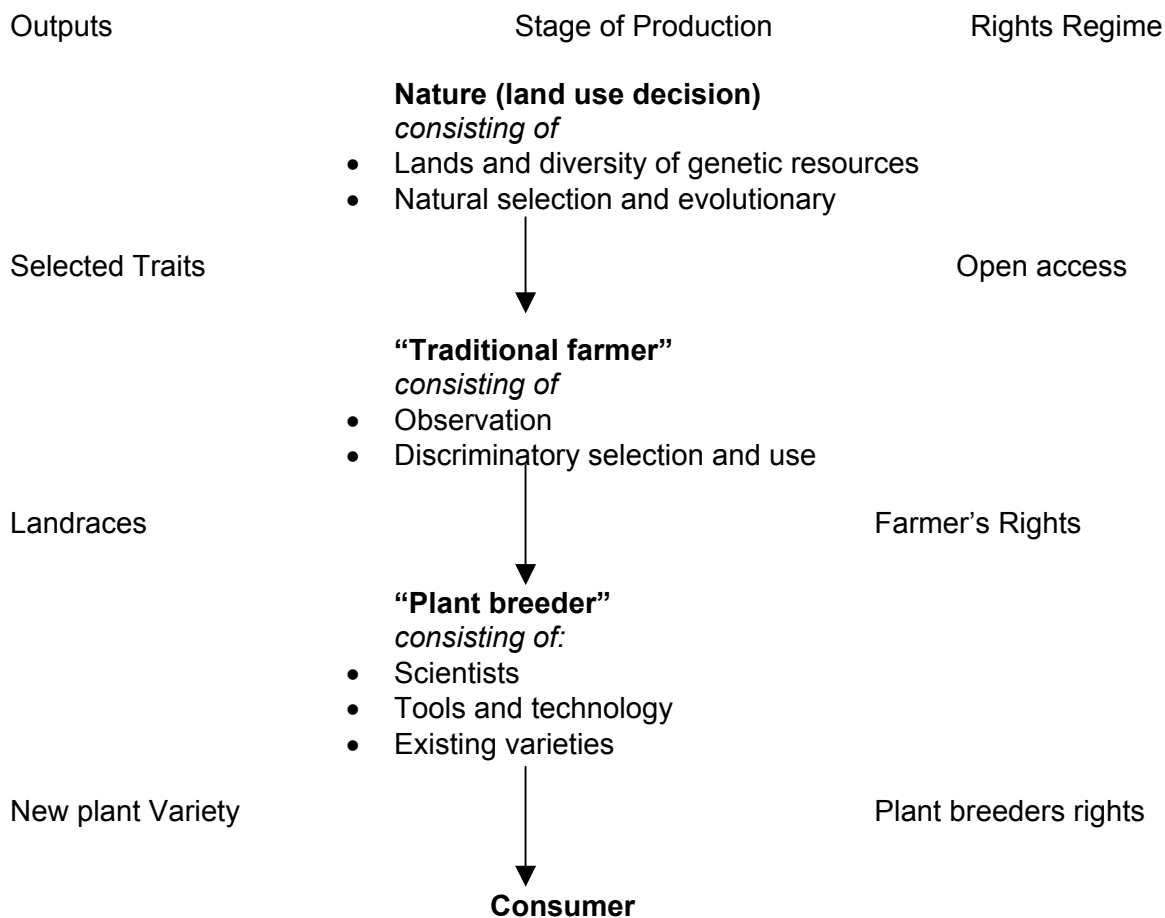 Outputs Stage of Production Rights Regime
Nature (land use decision)
consisting of
• Lands and diversity of genetic resources
• Natural selection and evolutionary
Selected Traits Open access
“Traditional farmer”
consisting of
• Observation
• Discriminatory selection and use
Landraces Farmer’s Rights
“Plant breeder”
consisting of:
• Scientists
• Tools and technology
• Existing varieties
New plant Variety Plant breeders rights
Consumer